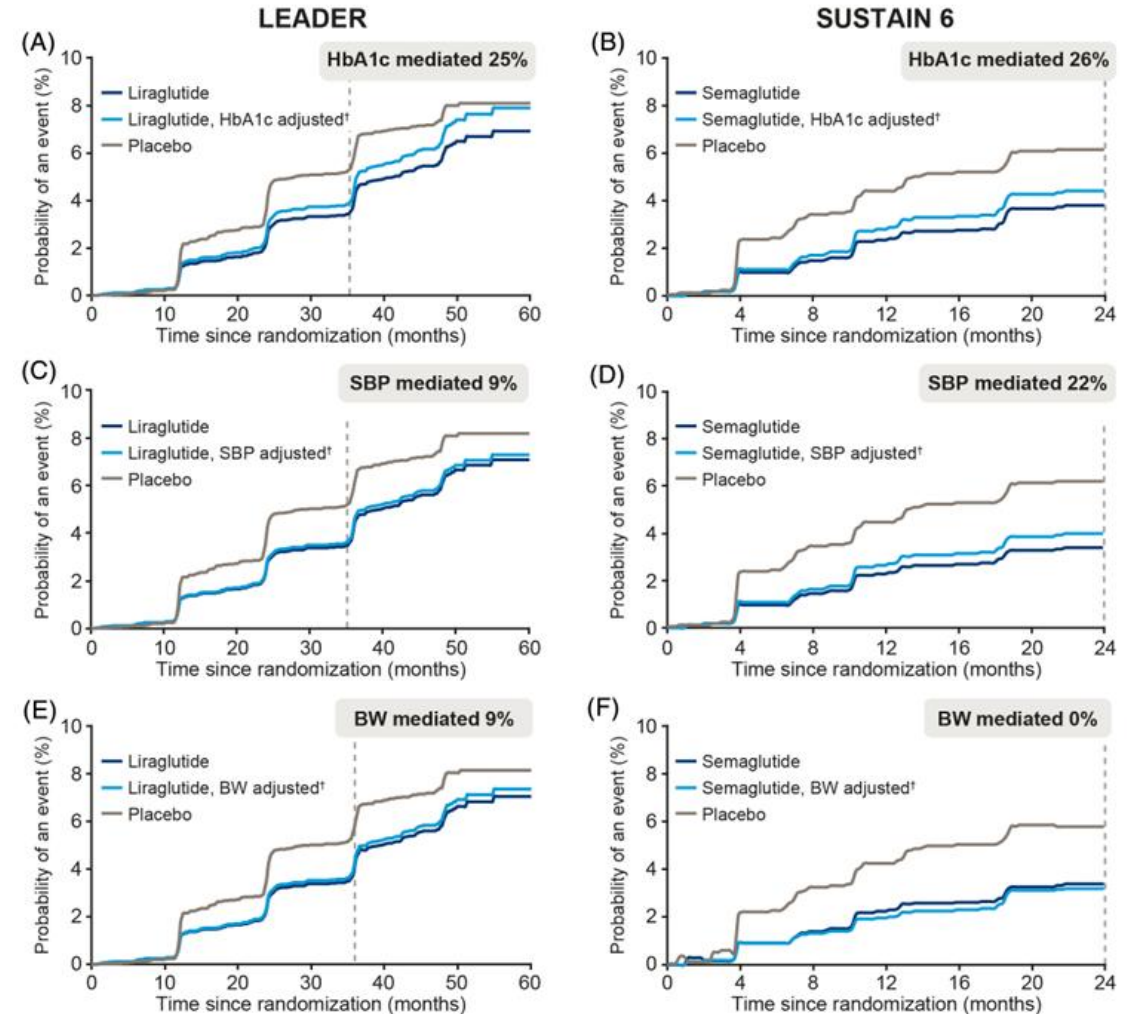 LEADER
SUSTAIN 6
(A)
HbA1c mediated 25%
Liraglutide
Liraglutide, HbA1c adjusted†
Placebo
Probability of an event (%)
10
8
6
4
2
0
0 10 20 30 40 50 60
Time since randomization (months)
(B)
HbA1c mediated 26%
Semaglutide
Semaglutide, HbA1c adjusted†
Placebo
Probability of an event (%)
10
8
6
4
2
0
0 4 8 12 16 20 24
Time since randomization (months)
(C)
SBP mediated 9%
Liraglutide
Liraglutide, SBP adjusted†
Placebo
Probability of an event (%)
10
8
6
4
2
0
0 10 20 30 40 50 60
Time since randomization (months)
(D)
SBP mediated 22%
Semaglutide
Semaglutide, SBP adjusted†
Placebo
Probability of an event (%)
10
8
6
4
2
0
0 4 8 12 16 20 24
Time since randomization (months)
(E)
BW mediated 9%
Liraglutide
Liraglutide, BW adjusted†
Placebo
Probability of an event (%)
10
8
6
4
2
0
0 10 20 30 40 50 60
Time since randomization (months)
(F)
BW mediated 0%
Semaglutide
Semaglutide, BW adjusted†
Placebo
Probability of an event (%)
10
8
6
4
2
0
0 4 8 12 16 20 24
Time since randomization (months)